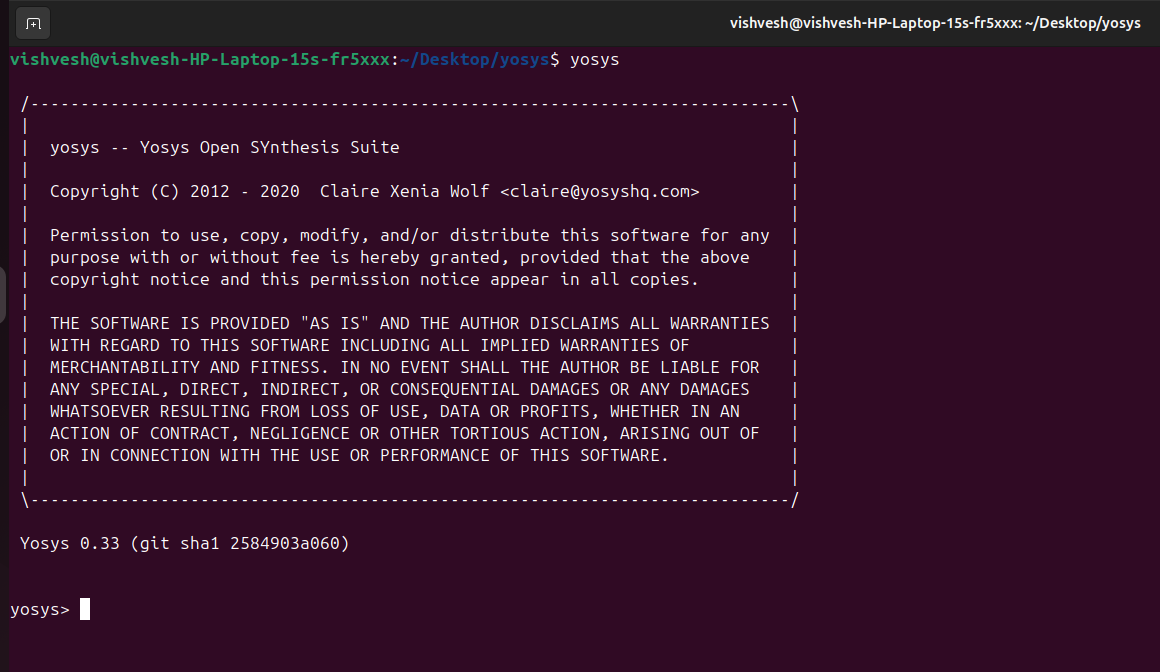 vishvesh@vishvesh-HP-Laptop-15s-fr5xxx: ~/Desktop/yosys
vishvesh@vishvesh-HP-Laptop-15s-fr5xxx:~/Desktop/yosys$ yosys
/----------------------------------------------------------------------------\
|                                                                            |
|  yosys -- Yosys Open SYnthesis Suite                                       |
|                                                                            |
|  Copyright (C) 2012 - 2020  Claire Xenia Wolf <claire@yosyshq.com>         |
|                                                                            |
|  Permission to use, copy, modify, and/or distribute this software for any  |
|  purpose with or without fee is hereby granted, provided that the above    |
|  copyright notice and this permission notice appear in all copies.         |
|                                                                            |
|  THE SOFTWARE IS PROVIDED "AS IS" AND THE AUTHOR DISCLAIMS ALL WARRANTIES  |
|  WITH REGARD TO THIS SOFTWARE INCLUDING ALL IMPLIED WARRANTIES OF          |
|  MERCHANTABILITY AND FITNESS. IN NO EVENT SHALL THE AUTHOR BE LIABLE FOR   |
|  ANY SPECIAL, DIRECT, INDIRECT, OR CONSEQUENTIAL DAMAGES OR ANY DAMAGES    |
|  WHATSOEVER RESULTING FROM LOSS OF USE, DATA OR PROFITS, WHETHER IN AN     |
|  ACTION OF CONTRACT, NEGLIGENCE OR OTHER TORTIOUS ACTION, ARISING OUT OF   |
|  OR IN CONNECTION WITH THE USE OR PERFORMANCE OF THIS SOFTWARE.            |
|                                                                            |
\----------------------------------------------------------------------------/
Yosys 0.33 (git sha1 2584903a060)
yosys>